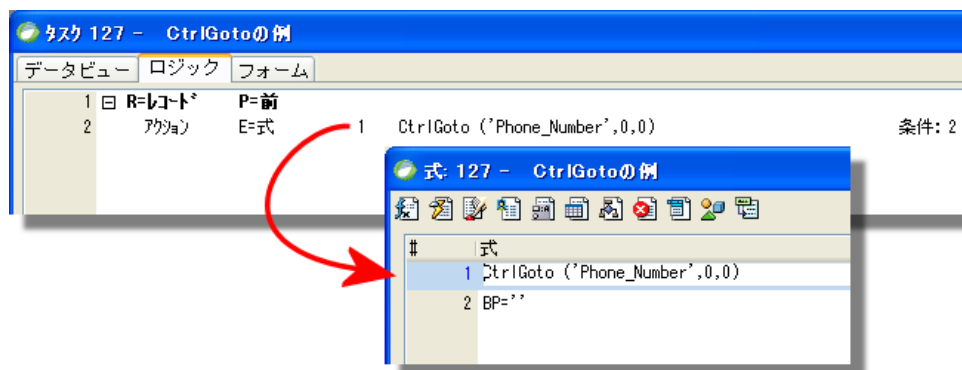 タスク 127 - CtrlGotoの例
データビュー ロジック フォーム
1 R=レコード P=前
2 アクション E=式 1 CtrlGoto ('Phone_Number',0,0) 条件: 2
式: 127 - CtrlGotoの例
# 式
1 CtrlGoto ('Phone_Number',0,0)
2 BP=''